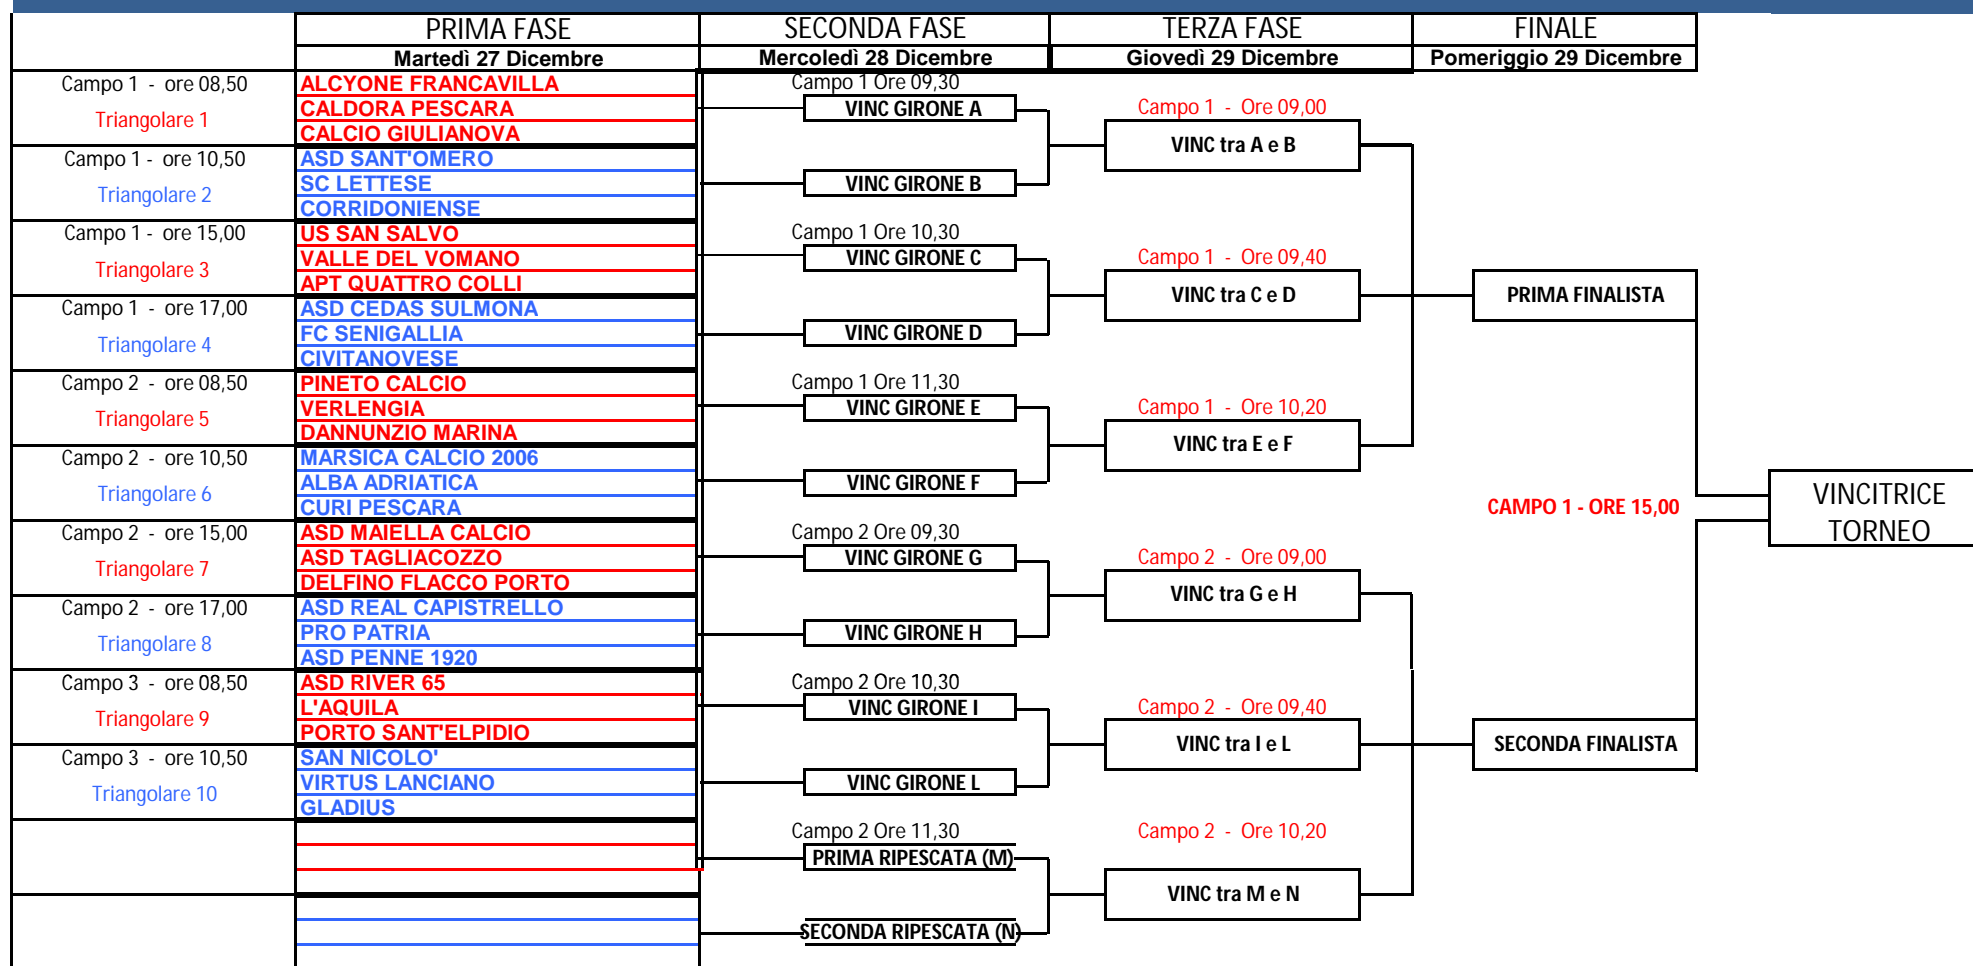 PRIMA FASE
SECONDA FASE
TERZA FASE
FINALE
Martedì 27 Dicembre
Mercoledì 28 Dicembre
Giovedì 29 Dicembre
Pomeriggio 29 Dicembre
Campo 1 - ore 08,50
Triangolare 1
ALCYONE FRANCAVILLA
CALDORA PESCARA
CALCIO GIULIANOVA
Campo 1 - ore 10,50
Triangolare 2
ASD SANT'OMERO
SC LETTESE
CORRIDONIENSE
Campo 1 - ore 15,00
Triangolare 3
US SAN SALVO
VALLE DEL VOMANO
APT QUATTRO COLLI
Campo 1 - ore 17,00
Triangolare 4
ASD CEDAS SULMONA
FC SENIGALLIA
CIVITANOVESE
Campo 2 - ore 08,50
Triangolare 5
PINETO CALCIO
VERLENGIA
DANNUNZIO MARINA
Campo 2 - ore 10,50
Triangolare 6
MARSICA CALCIO 2006
ALBA ADRIATICA
CURI PESCARA
Campo 2 - ore 15,00
Triangolare 7
ASD MAIELLA CALCIO
ASD TAGLIACOZZO
DELFINO FLACCO PORTO
Campo 2 - ore 17,00
Triangolare 8
ASD REAL CAPISTRELLO
PRO PATRIA
ASD PENNE 1920
Campo 3 - ore 08,50
Triangolare 9
ASD RIVER 65
L'AQUILA
PORTO SANT'ELPIDIO
Campo 3 - ore 10,50
Triangolare 10
SAN NICOLO'
VIRTUS LANCIANO
GLADIUS
Campo 1 Ore 09,30
VINC GIRONE A
VINC GIRONE B
Campo 1 Ore 10,30
VINC GIRONE C
VINC GIRONE D
Campo 1 Ore 11,30
VINC GIRONE E
VINC GIRONE F
Campo 2 Ore 09,30
VINC GIRONE G
VINC GIRONE H
Campo 2 Ore 10,30
VINC GIRONE I
VINC GIRONE L
Campo 2 Ore 11,30
PRIMA RIPESCATA (M)
SECONDA RIPESCATA (N)
Campo 1 - Ore 09,00
VINC tra A e B
Campo 1 - Ore 09,40
VINC tra C e D
Campo 1 - Ore 10,20
VINC tra E e F
Campo 2 - Ore 09,00
VINC tra G e H
Campo 2 - Ore 09,40
VINC tra I e L
Campo 2 - Ore 10,20
VINC tra M e N
PRIMA FINALISTA
CAMPO 1 - ORE 15,00
SECONDA FINALISTA
VINCITRICE
TORNEO